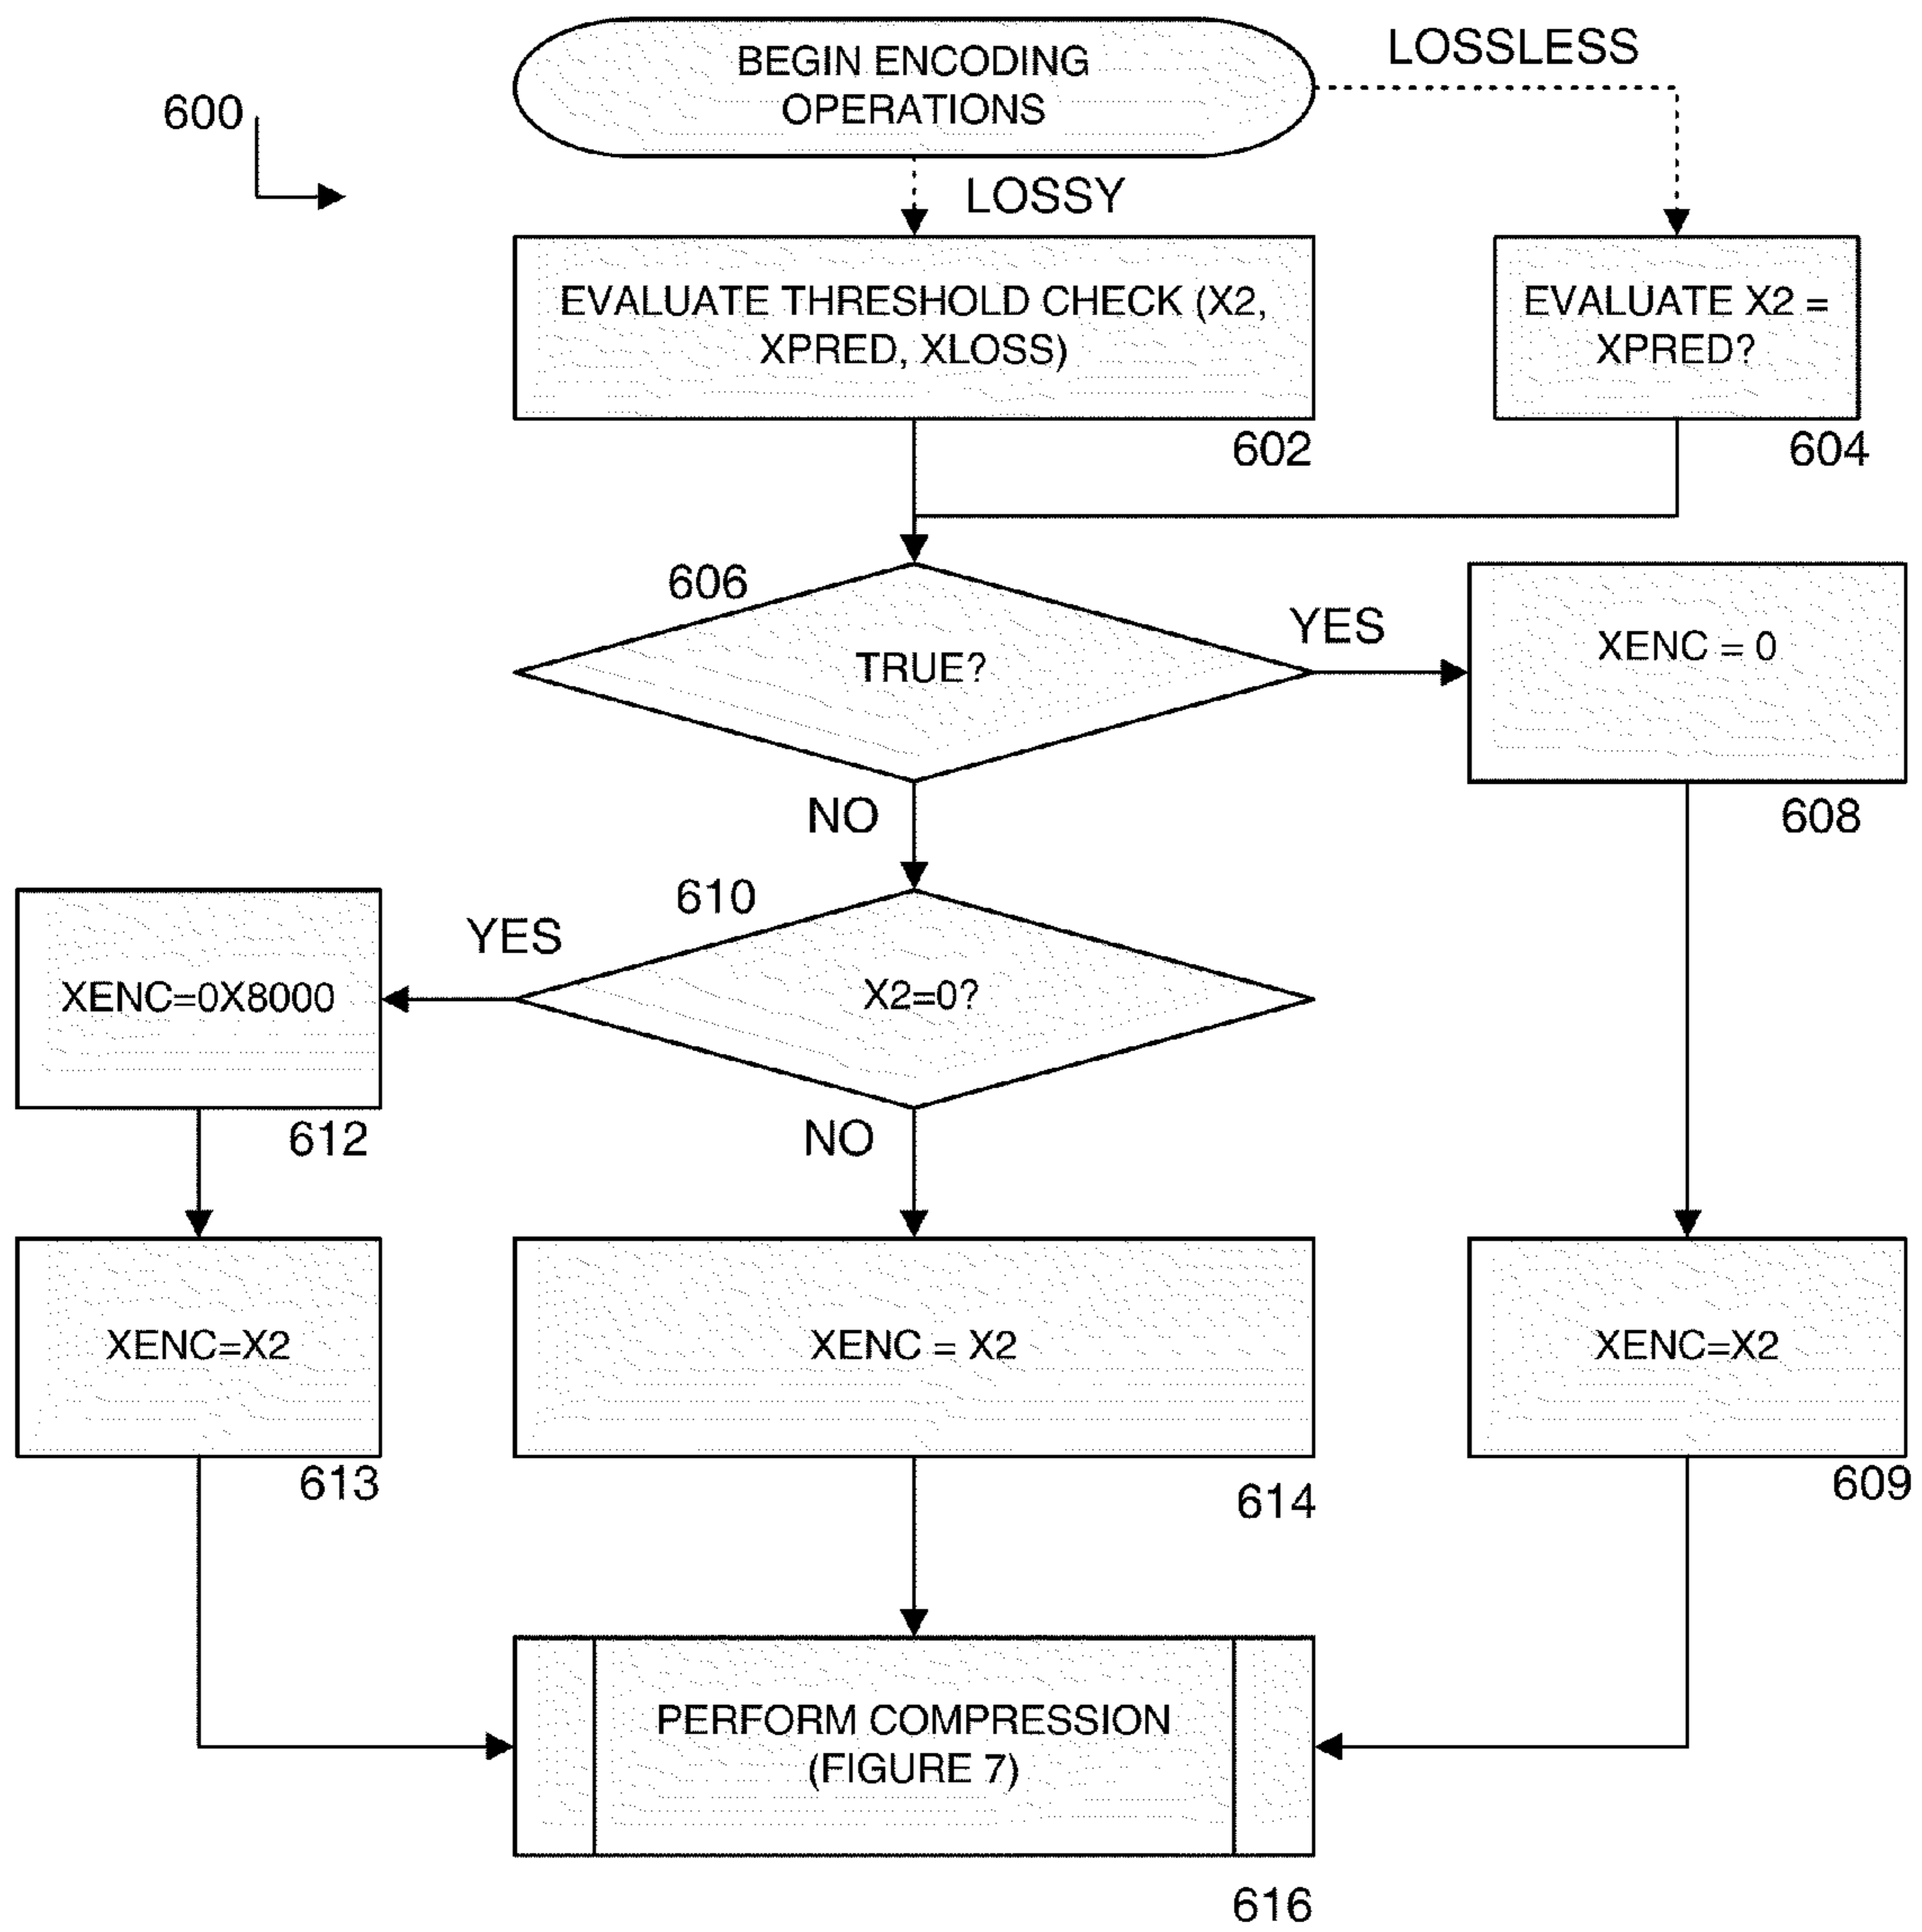 BEGIN ENCODING
OPERATIONS
LOSSLESS
600
LOSSY
EVALUATE THRESHOLD CHECK (X2,
XPRED, XLOSS)
602
EVALUATE X2 =
XPRED?
604
606
TRUE?
YES
XENC = 0
608
NO
610
YES
X2=0?
XENC=0X8000
612
NO
XENC=X2
613
XENC = X2
614
XENC=X2
609
PERFORM COMPRESSION
(FIGURE 7)
616